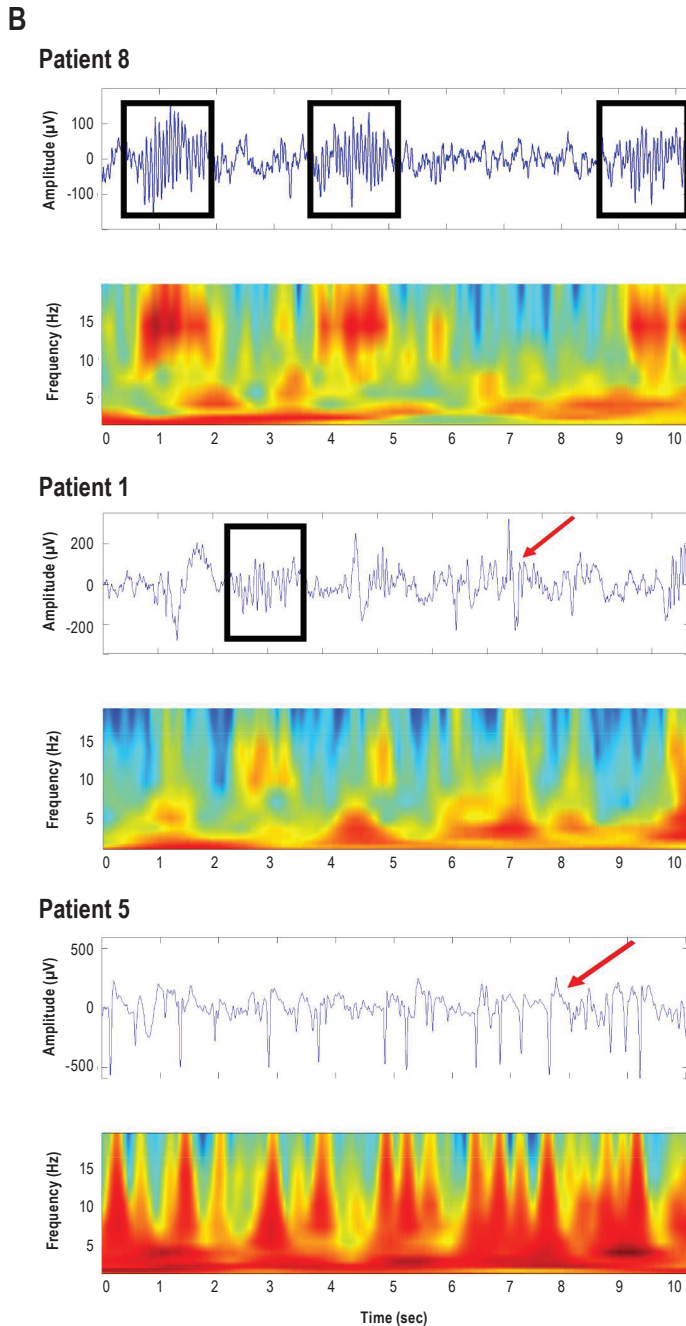 B
Patient 8
Amplitude (µV)
100
0
-100
Frequency (Hz)
15
10
5
0 1 2 3 4 5 6 7 8 9 10
Patient 1
Amplitude (µV)
200
0
-200
Frequency (Hz)
15
10
5
0 1 2 3 4 5 6 7 8 9 10
Patient 5
Amplitude (µV)
500
0
-500
Frequency (Hz)
15
10
5
0 1 2 3 4 5 6 7 8 9 10
Time (sec)